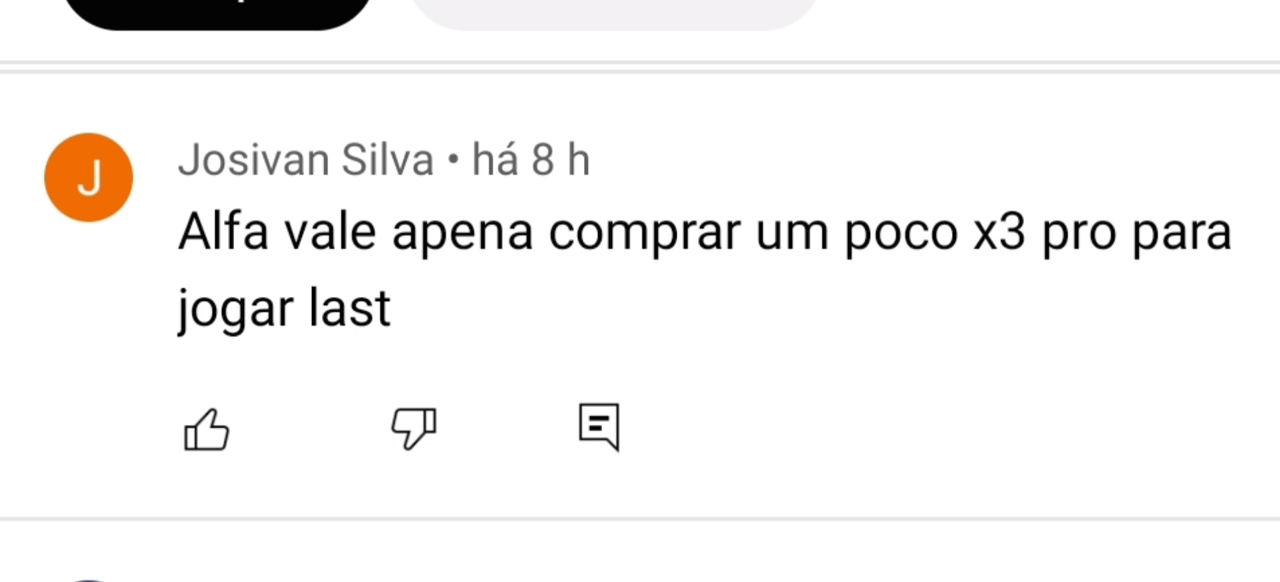 Josivan Silva • há 8 h
Alfa vale apena comprar um poco x3 pro para
jogar last